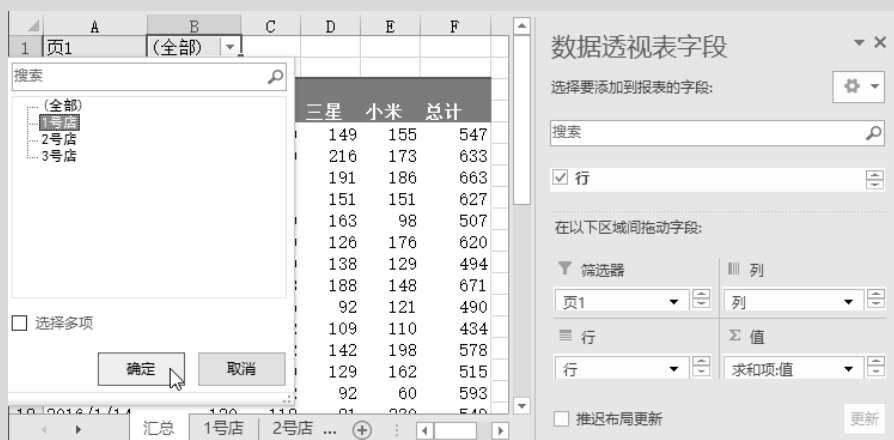 A B C D E F
1 页1 (全部)
搜索
(全部)
1号店
2号店
3号店
选择多项
确定 取消
三星 小米 总计
149 155 547
216 173 633
191 186 663
151 151 627
163 98 507
126 176 620
138 129 494
188 148 671
92 121 490
109 110 434
142 198 578
129 162 515
92 60 593
汇总 1号店 2号店 ...
数据透视表字段
选择要添加到报表的字段:
搜索
行
在以下区域间拖动字段:
筛选器 列
页1 列
行 Σ 值
行 求和项:值
推迟布局更新 更新